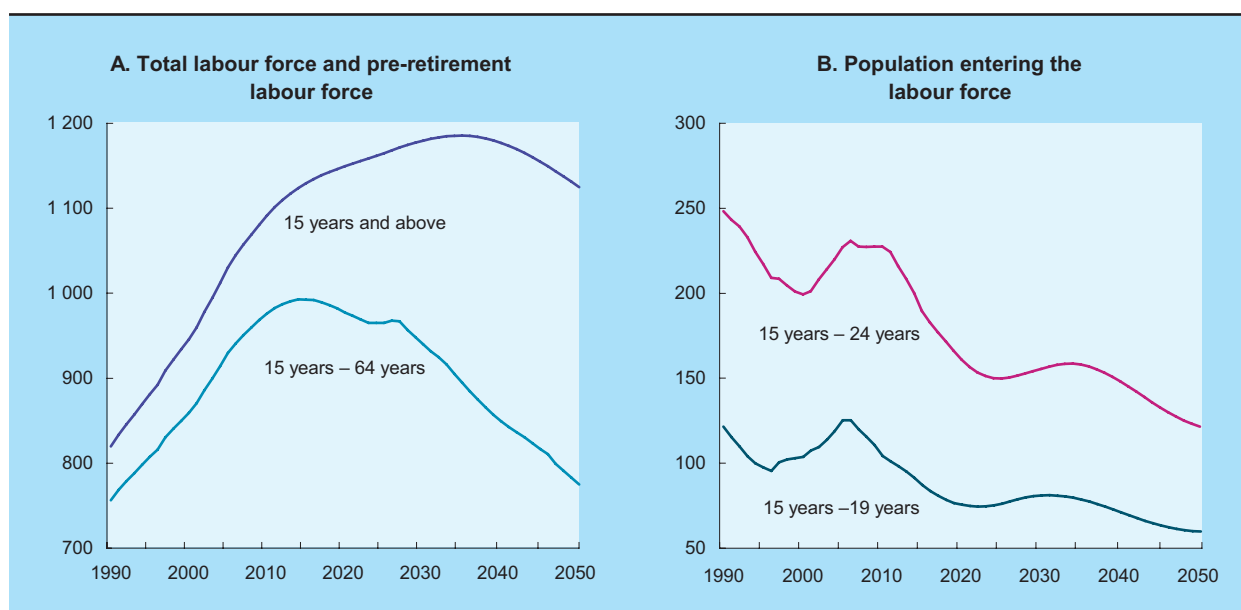 A. Total labour force and pre-retirement
labour force
1 200
1 100
1 000
900
800
700
15 years and above
15 years – 64 years
1990 2000 2010 2020 2030 2040 2050
B. Population entering the
labour force
300
250
200
150
100
50
15 years – 24 years
15 years –19 years
1990 2000 2010 2020 2030 2040 2050